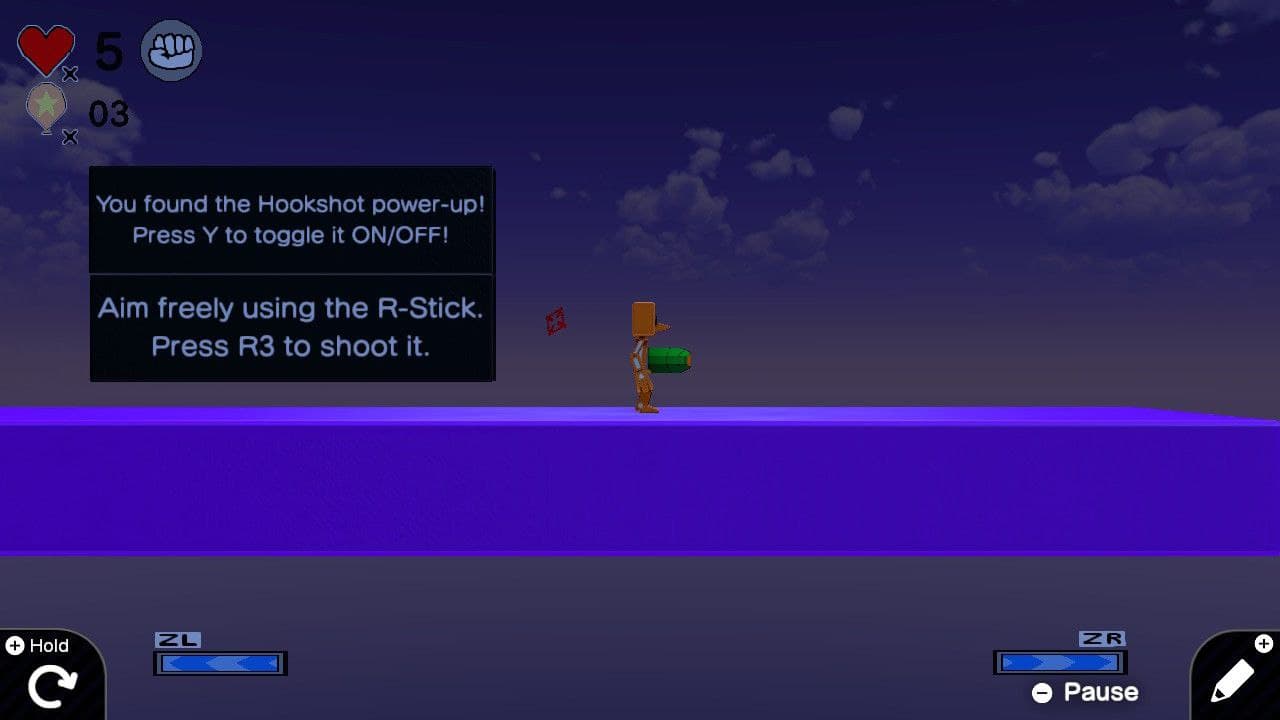 5
03
You found the Hookshot power-up!
Press Y to toggle it ON/OFF!
Aim freely using the R-Stick.
Press R3 to shoot it.
Hold
ZL
ZR
Pause